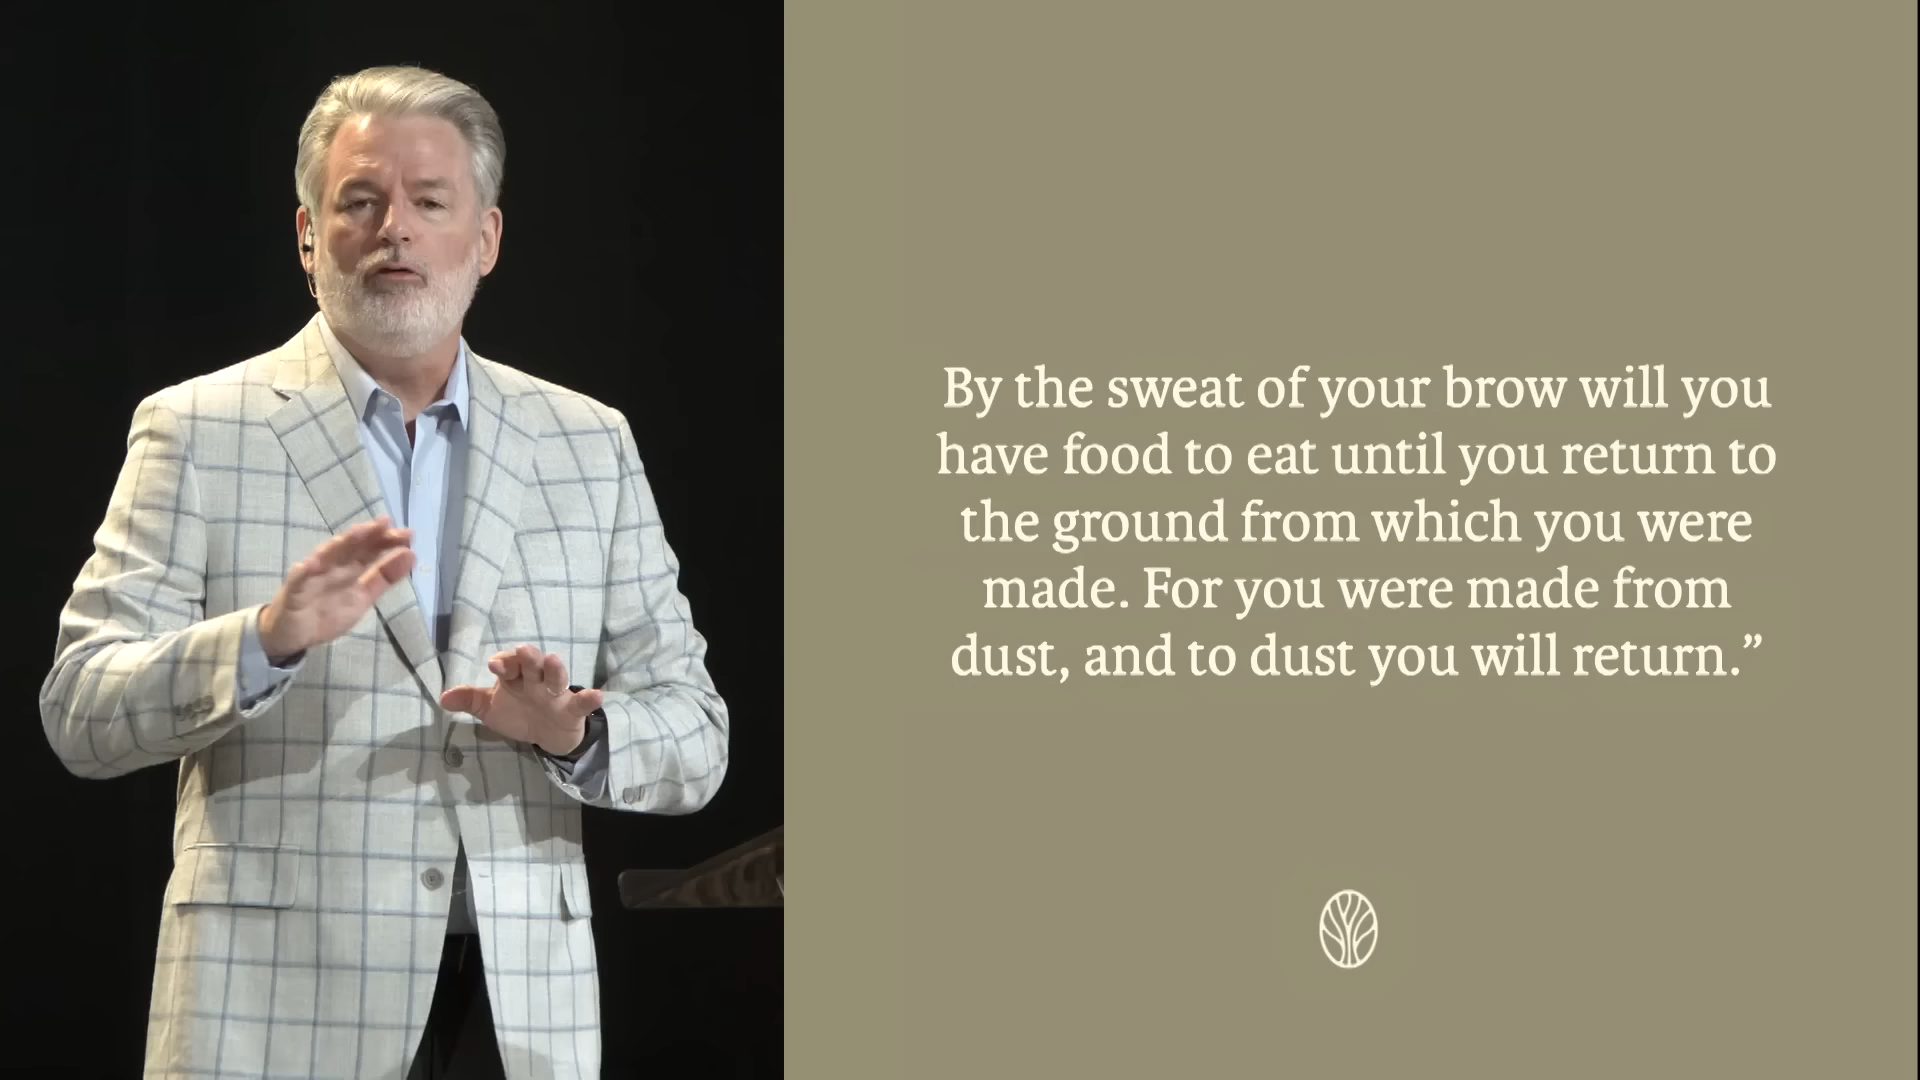 By the sweat of your brow will you
have food to eat until you return to
the ground from which you were
made. For you were made from
dust, and to dust you will return.”